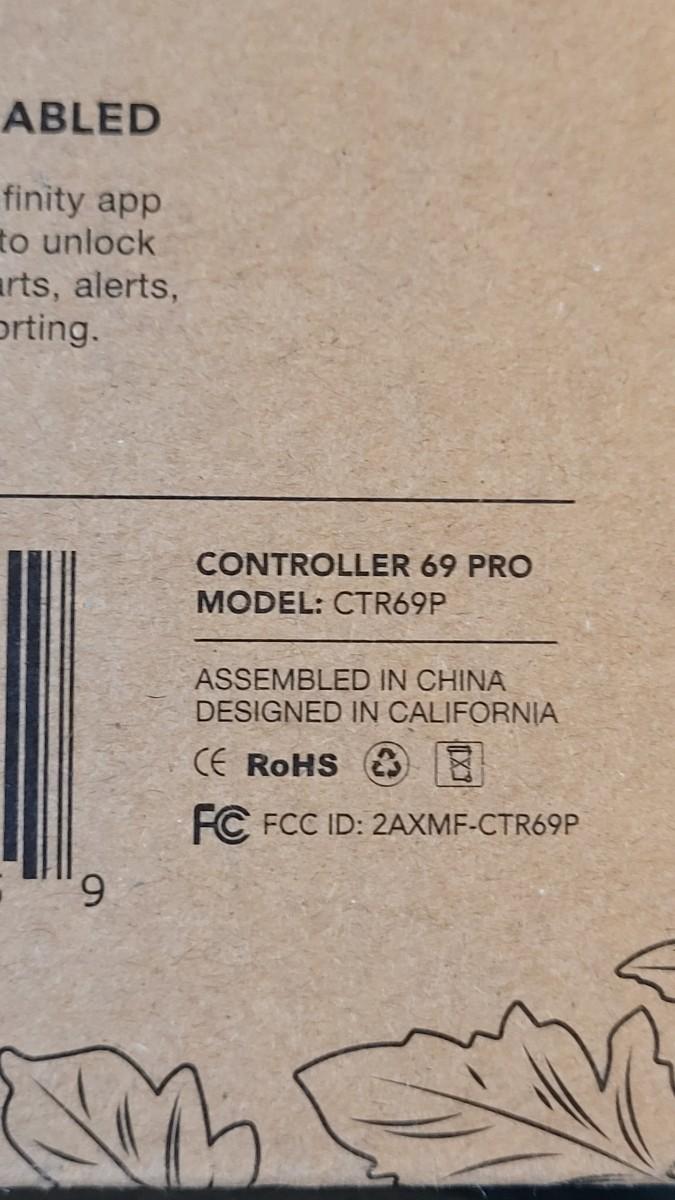 ABLED
finity app
to unlock
arts, alerts,
orting.
CONTROLLER 69 PRO
MODEL: CTR69P
ASSEMBLED IN CHINA
DESIGNED IN CALIFORNIA
CE RoHS
FC FCC ID: 2AXMF-CTR69P
9